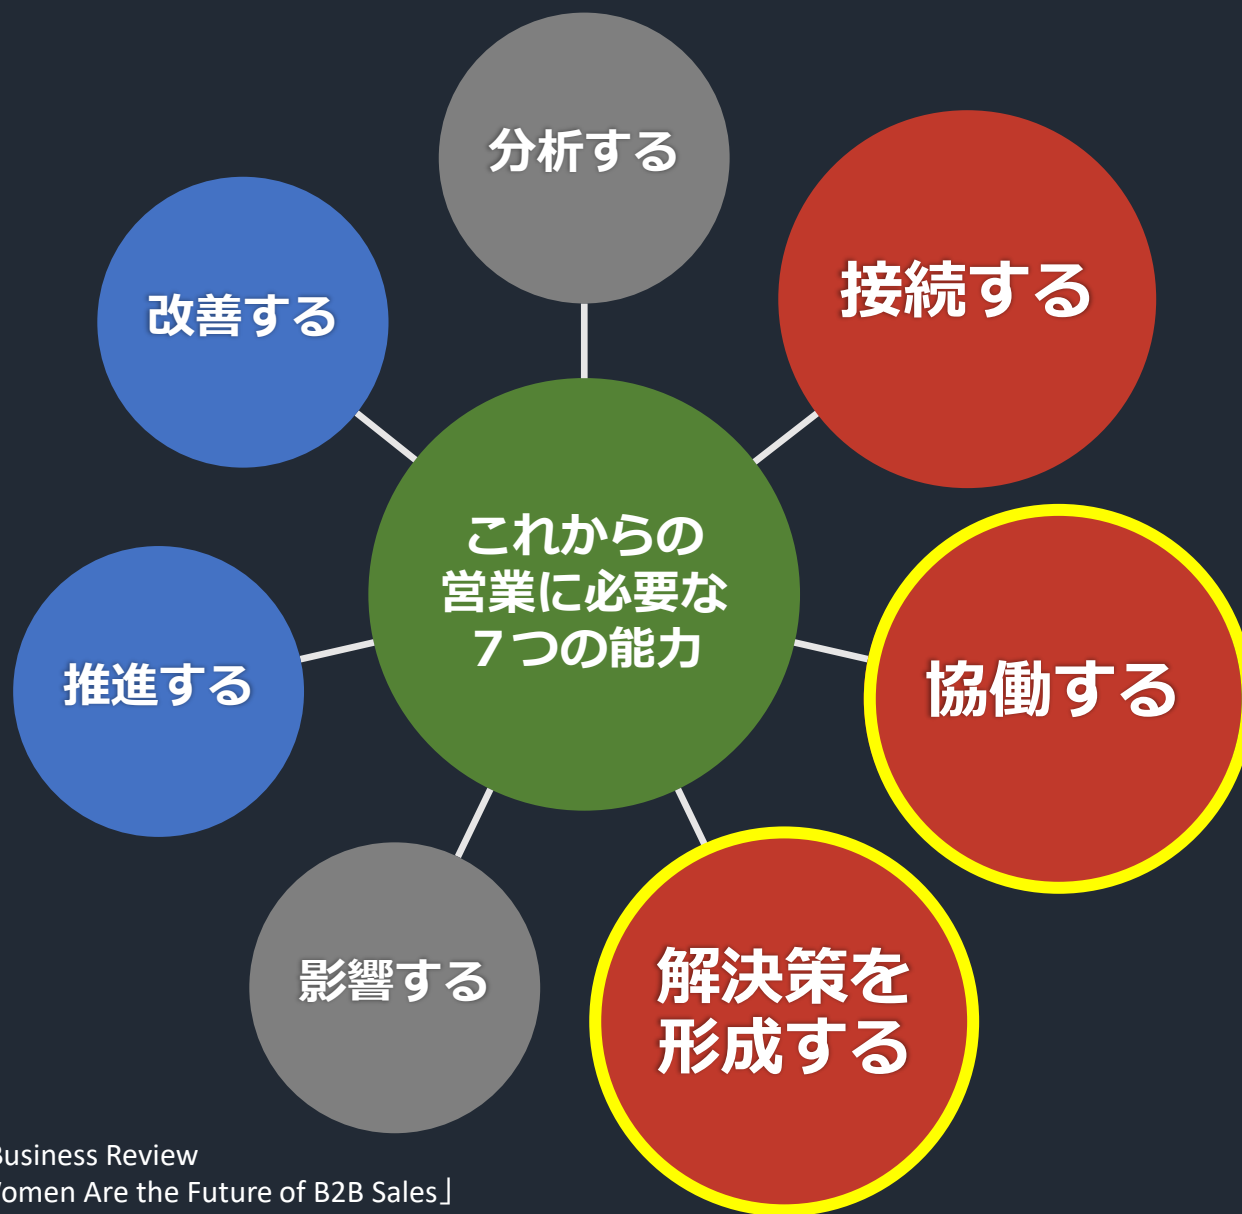 分析する
接続する
改善する
これからの
営業に必要な
７つの能力
協働する
推進する
解決策を
形成する
影響する
Business Review
Women Are the Future of B2B Sales」